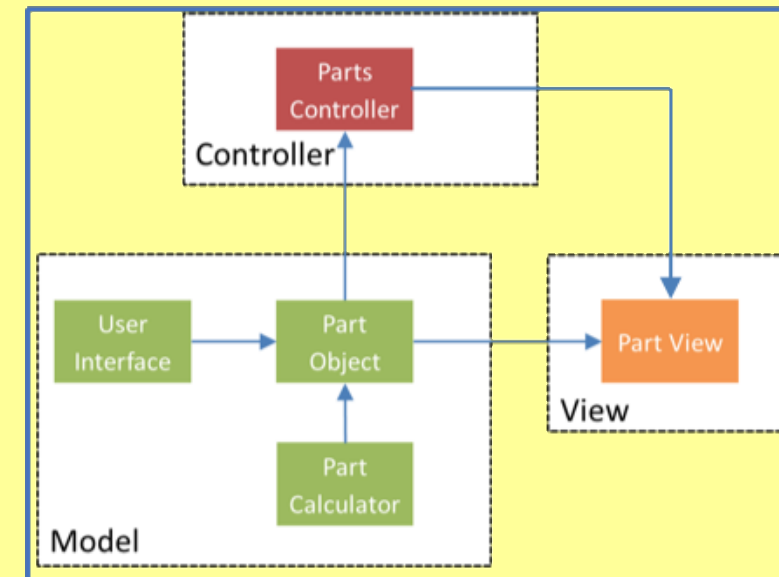 Parts
Controller
Controller
User
Interface
Part
Object
Part View
View
Part
Calculator
Model